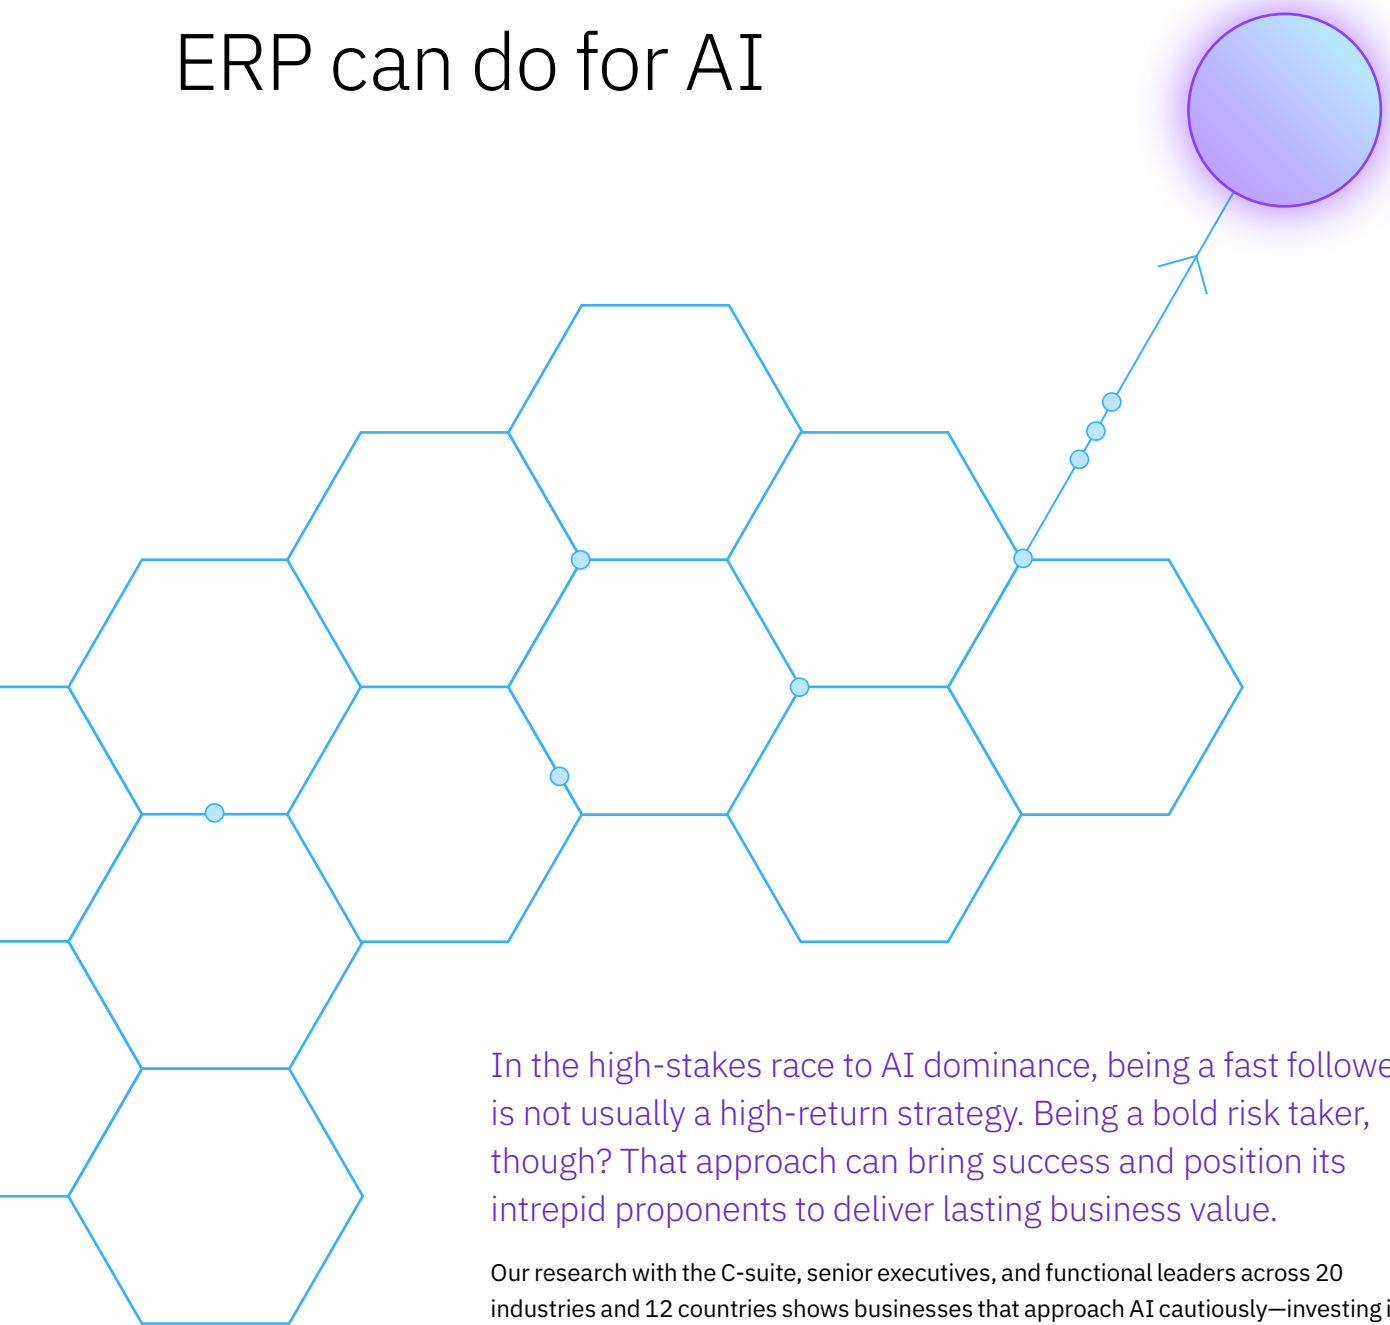 ERP can do for AI
In the high-stakes race to AI dominance, being a fast followe
is not usually a high-return strategy. Being a bold risk taker,
though? That approach can bring success and position its
intrepid proponents to deliver lasting business value.
Our research with the C-suite, senior executives, and functional leaders across 20
industries and 12 countries shows businesses that approach AI cautiously—investing i